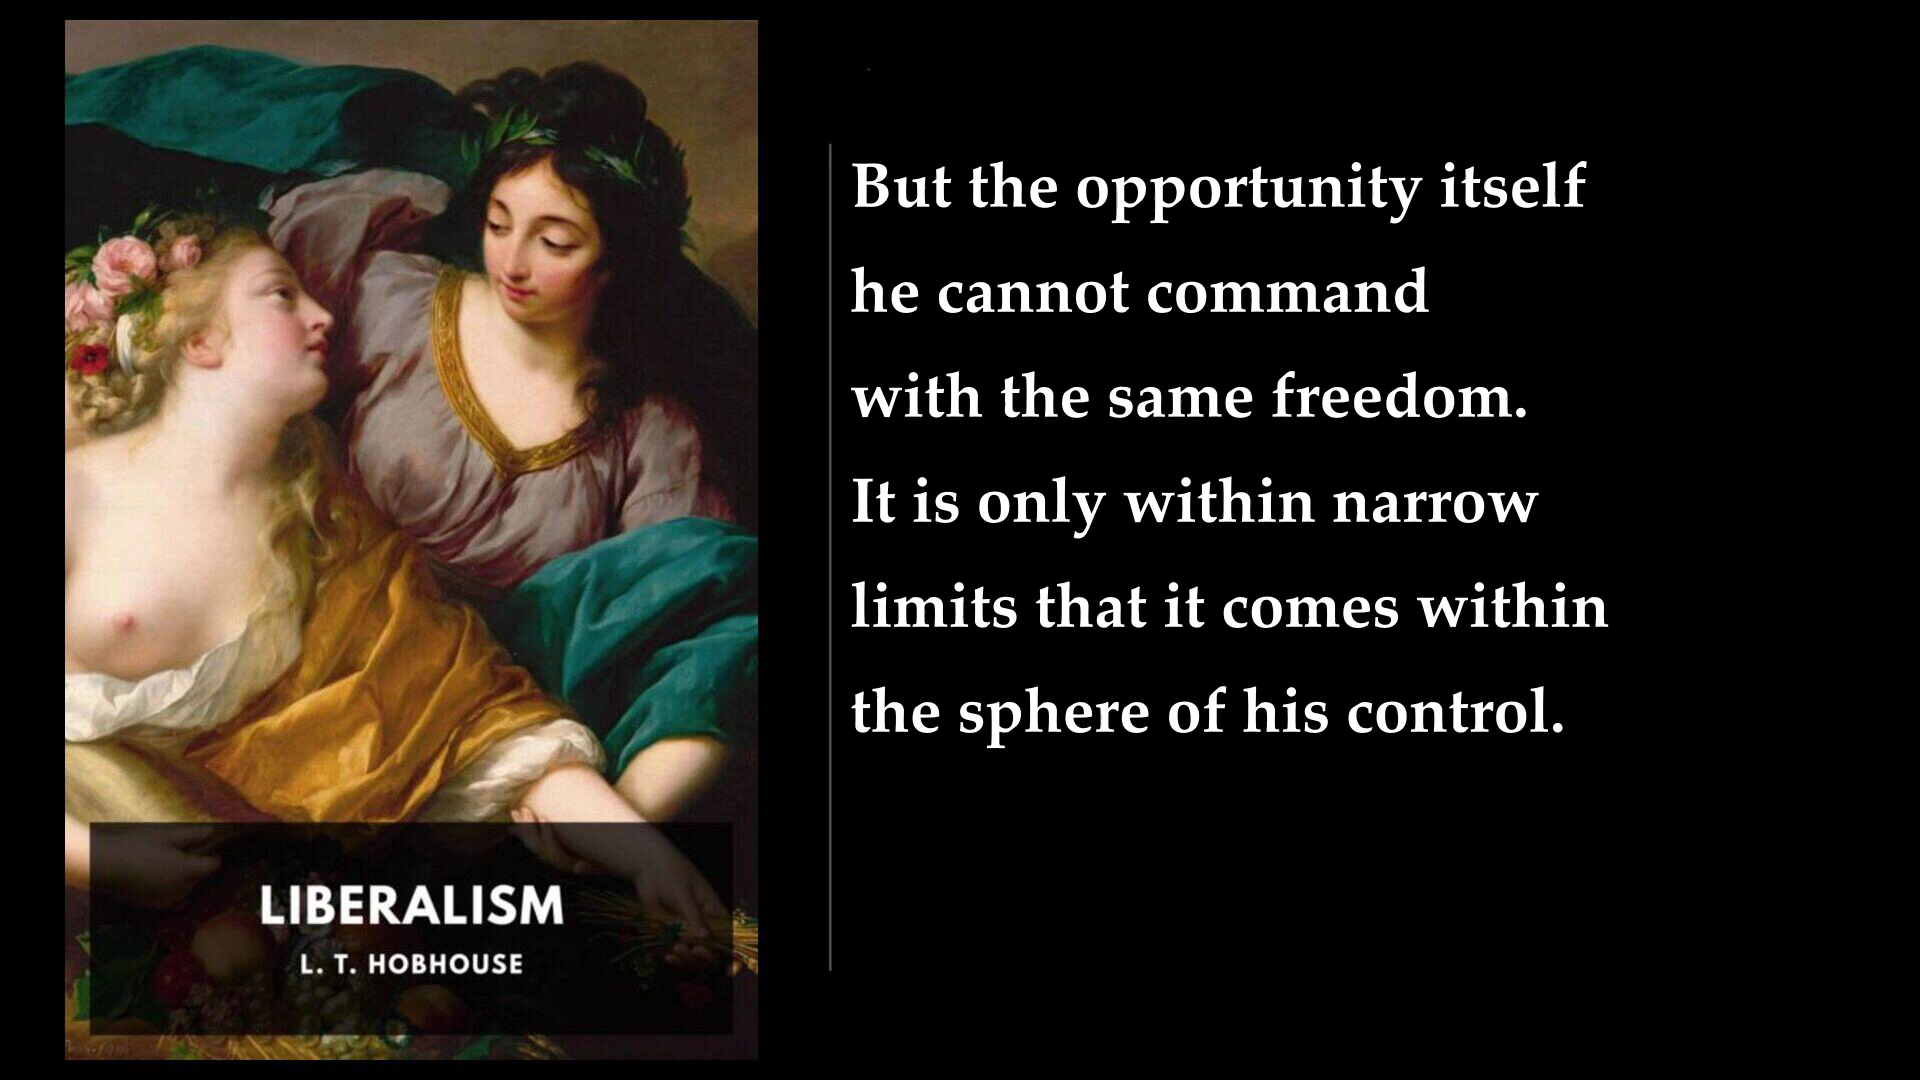 But the opportunity itself
he cannot command
with the same freedom.
It is only within narrow
limits that it comes within
the sphere of his control.
LIBERALISM
L. T. HOBHOUSE